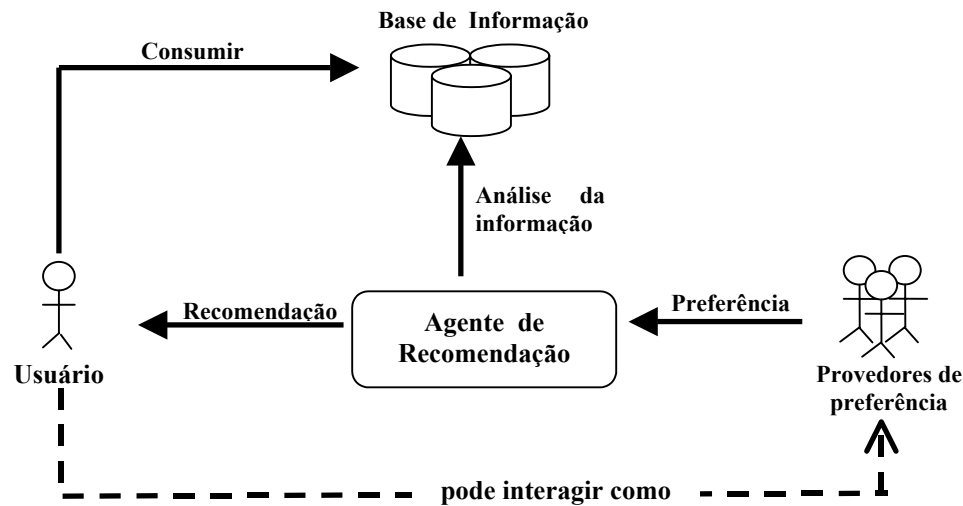 Base de Informação
Consumir
Análise da
informação
Recomendação
Agente de
Recomendação
Preferência
Usuário
Provedores de
preferência
pode interagir como